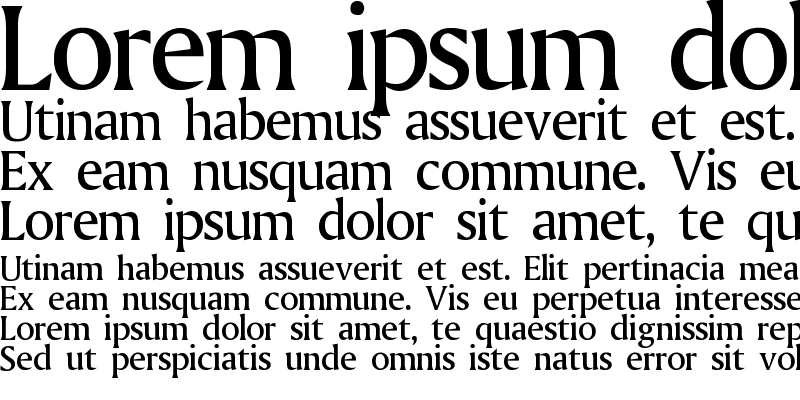 Lorem ipsum dol
Utinam habemus assueverit et est.
Ex eam nusquam commune. Vis eu
Lorem ipsum dolor sit amet, te qu
Utinam habemus assueverit et est. Elit pertinacia mea
Ex eam nusquam commune. Vis eu perpetua interesse
Lorem ipsum dolor sit amet, te quaestio dignissim rep
Sed ut perspiciatis unde omnis iste natus error sit vol